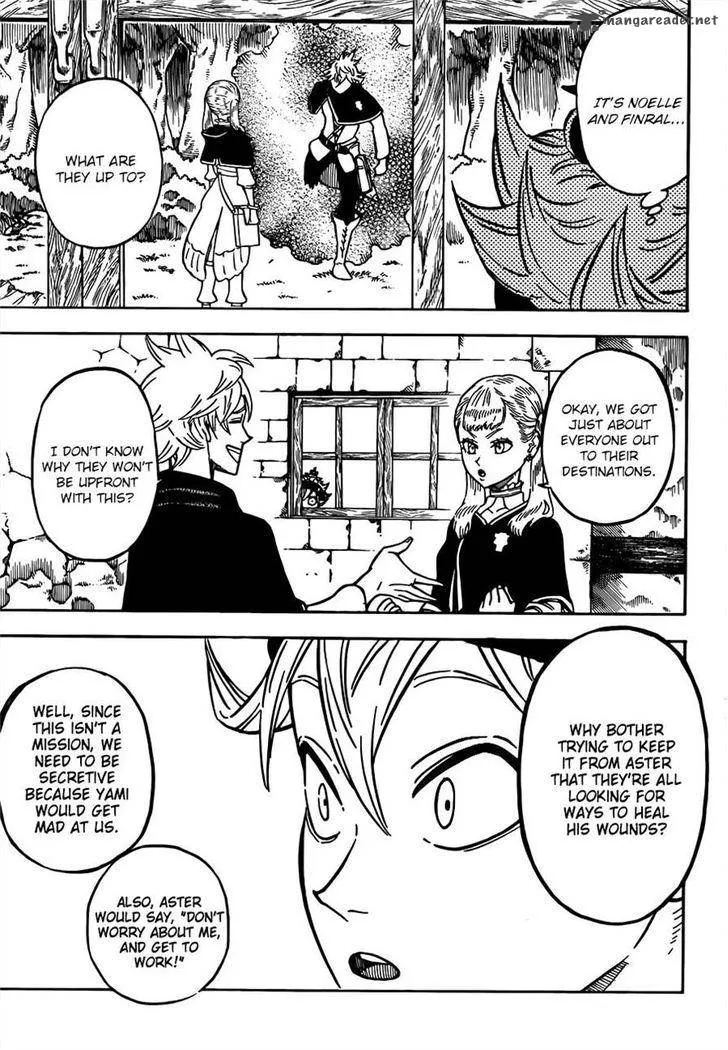 mangareader.net
IT'S NOELLE
AND FINRAL...
WHAT ARE
THEY UP TO?
OKAY, WE GOT
JUST ABOUT
EVERYONE OUT
TO THEIR
DESTINATIONS.
I DON'T KNOW
WHY THEY WON'T
BE UPFRONT
WITH THIS?
WHY BOTHER
TRYING TO KEEP
IT FROM ASTER
THAT THEY'RE ALL
LOOKING FOR
WAYS TO HEAL
HIS WOUNDS?
WELL, SINCE
THIS ISN'T A
MISSION, WE
NEED TO BE
SECRETIVE
BECAUSE YAMI
WOULD GET
MAD AT US.
ALSO, ASTER
WOULD SAY, "DON'T
WORRY ABOUT ME,
AND GET TO
WORK!"